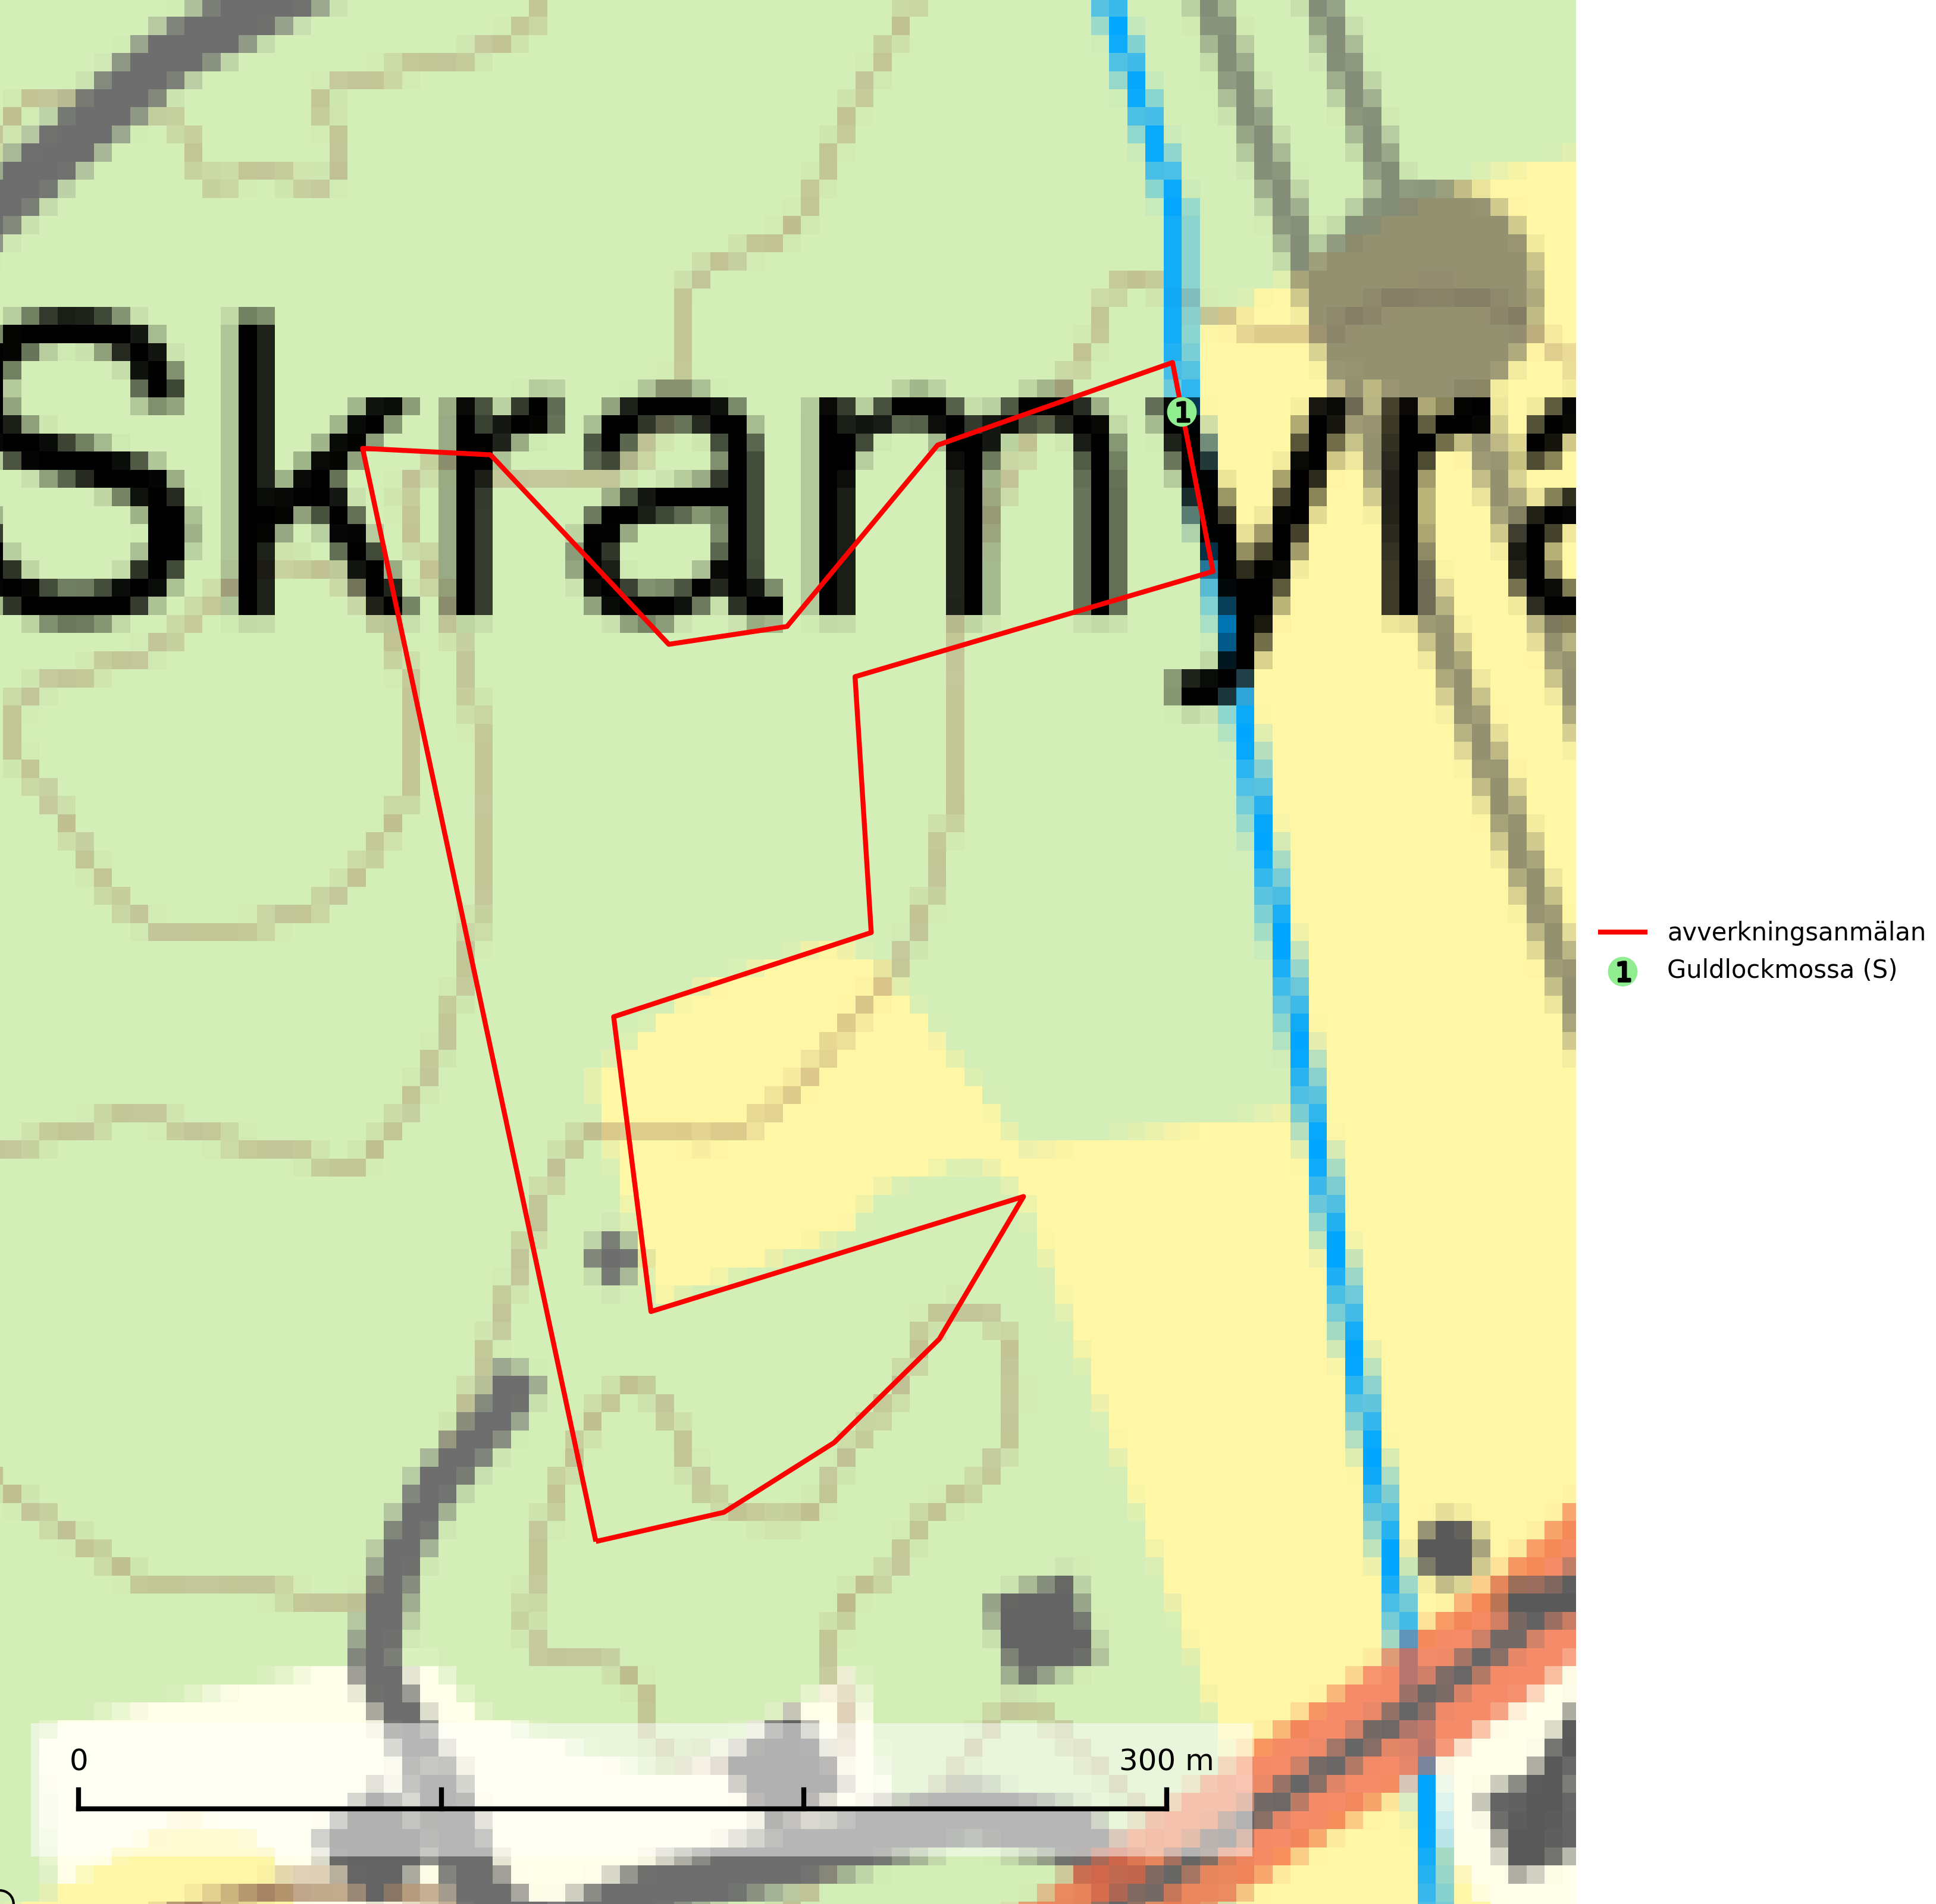 Skramyra
1
avverkningsanmälan
1 Guldlockmossa (S)
0 300 m